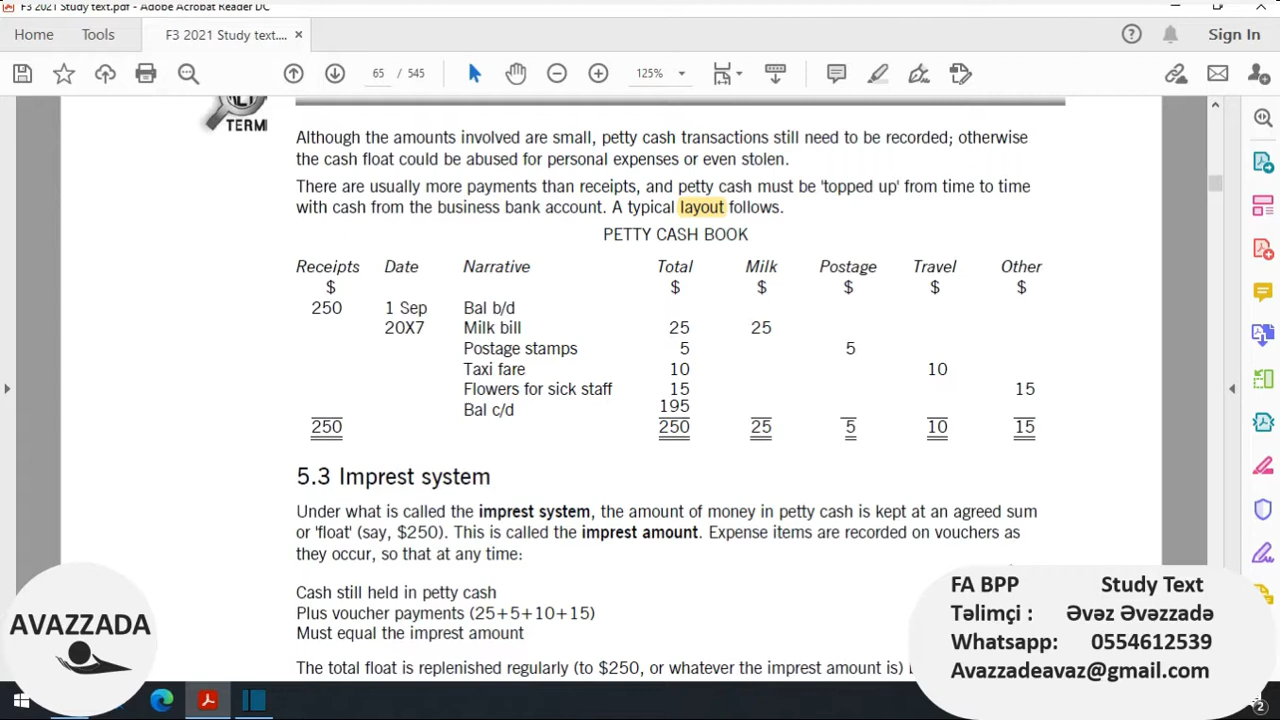 F3 2021 Study text.pdf - Adobe Acrobat Reader DC
Home Tools F3 2021 Study text.... × Sign In
65 / 545 125%
TERM
Although the amounts involved are small, petty cash transactions still need to be recorded; otherwise
the cash float could be abused for personal expenses or even stolen.
There are usually more payments than receipts, and petty cash must be 'topped up' from time to time
with cash from the business bank account. A typical layout follows.
PETTY CASH BOOK
Receipts Date Narrative Total Milk Postage Travel Other
$ $ $ $ $ $
250 1 Sep Bal b/d
20X7 Milk bill 25 25
Postage stamps 5 5
Taxi fare 10 10
Flowers for sick staff 15 15
Bal c/d 195
250 250 25 5 10 15
5.3 Imprest system
Under what is called the imprest system, the amount of money in petty cash is kept at an agreed sum
or 'float' (say, $250). This is called the imprest amount. Expense items are recorded on vouchers as
they occur, so that at any time:
Cash still held in petty cash
Plus voucher payments (25+5+10+15)
Must equal the imprest amount
The total float is replenished regularly (to $250, or whatever the imprest amount is)
AVAZZADA
FA BPP Study Text
Təlimçi : Əvəz Əvəzzadə
Whatsapp: 0554612539
Avazzadeavaz@gmail.com
2